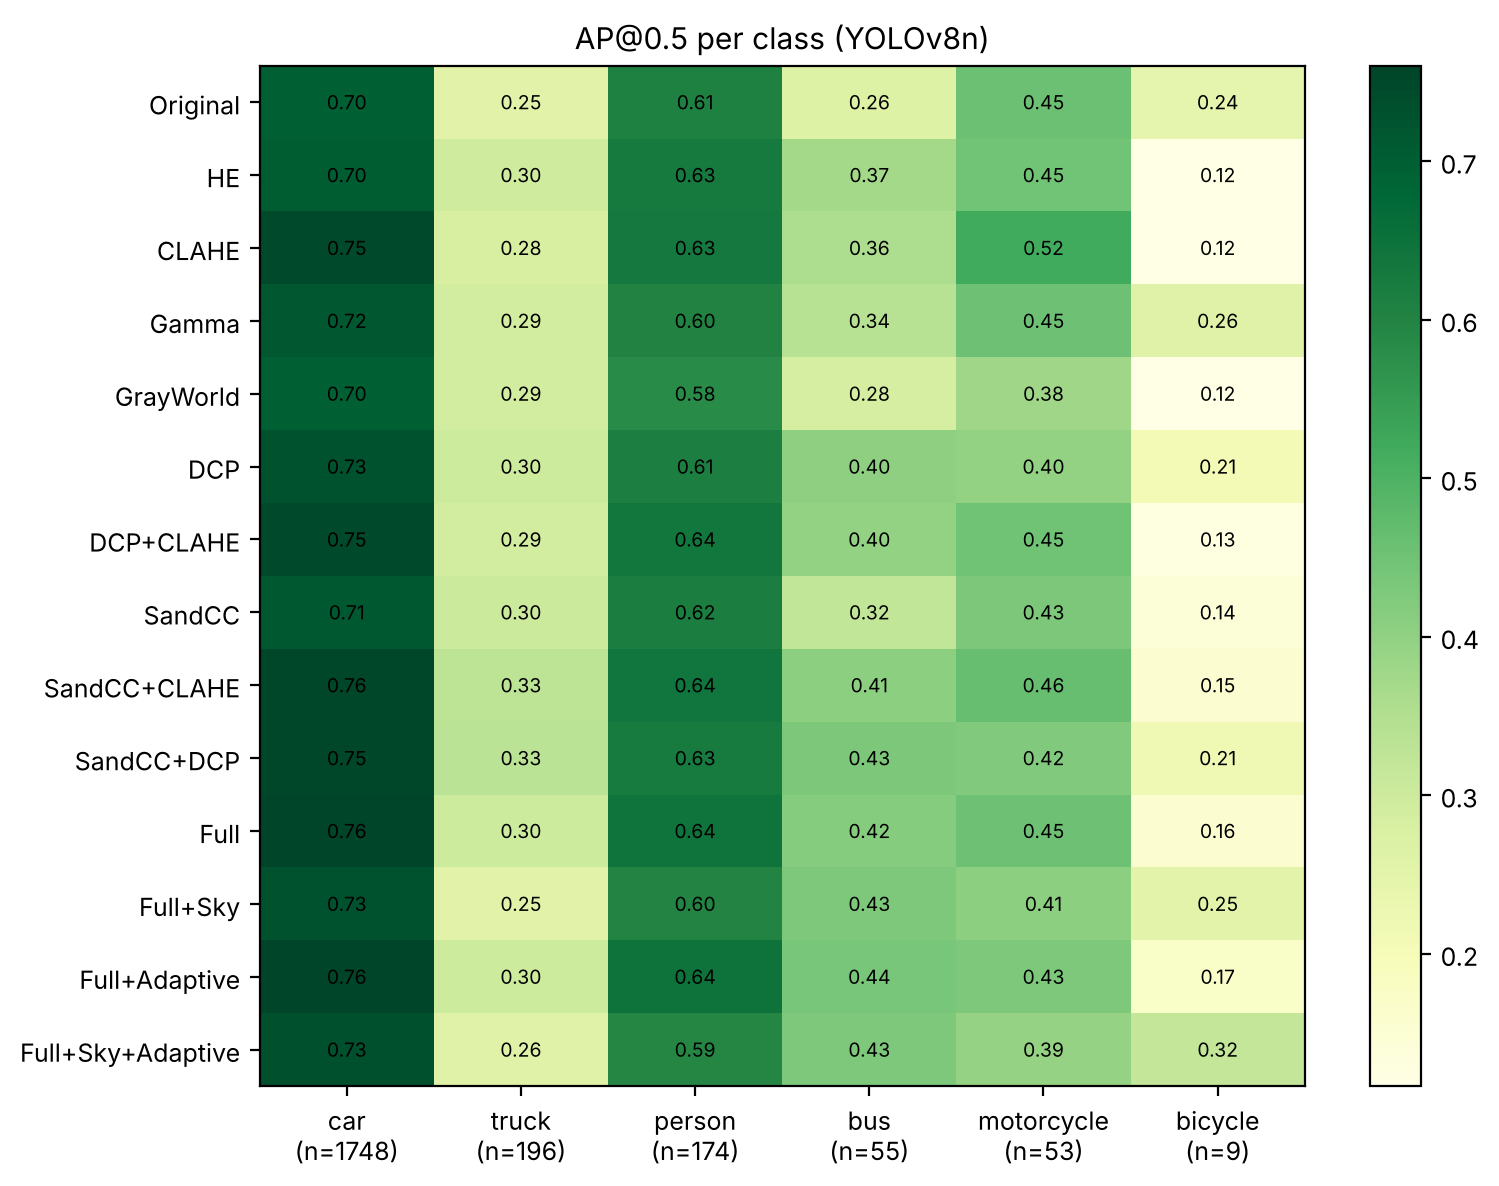 AP@0.5 per class (YOLOv8n)
Original 0.70 0.25 0.61 0.26 0.45 0.24
HE 0.70 0.30 0.63 0.37 0.45 0.12
CLAHE 0.75 0.28 0.63 0.36 0.52 0.12
Gamma 0.72 0.29 0.60 0.34 0.45 0.26
GrayWorld 0.70 0.29 0.58 0.28 0.38 0.12
DCP 0.73 0.30 0.61 0.40 0.40 0.21
DCP+CLAHE 0.75 0.29 0.64 0.40 0.45 0.13
SandCC 0.71 0.30 0.62 0.32 0.43 0.14
SandCC+CLAHE 0.76 0.33 0.64 0.41 0.46 0.15
SandCC+DCP 0.75 0.33 0.63 0.43 0.42 0.21
Full 0.76 0.30 0.64 0.42 0.45 0.16
Full+Sky 0.73 0.25 0.60 0.43 0.41 0.25
Full+Adaptive 0.76 0.30 0.64 0.44 0.43 0.17
Full+Sky+Adaptive 0.73 0.26 0.59 0.43 0.39 0.32
car truck person bus motorcycle bicycle
(n=1748) (n=196) (n=174) (n=55) (n=53) (n=9)
0.7
0.6
0.5
0.4
0.3
0.2